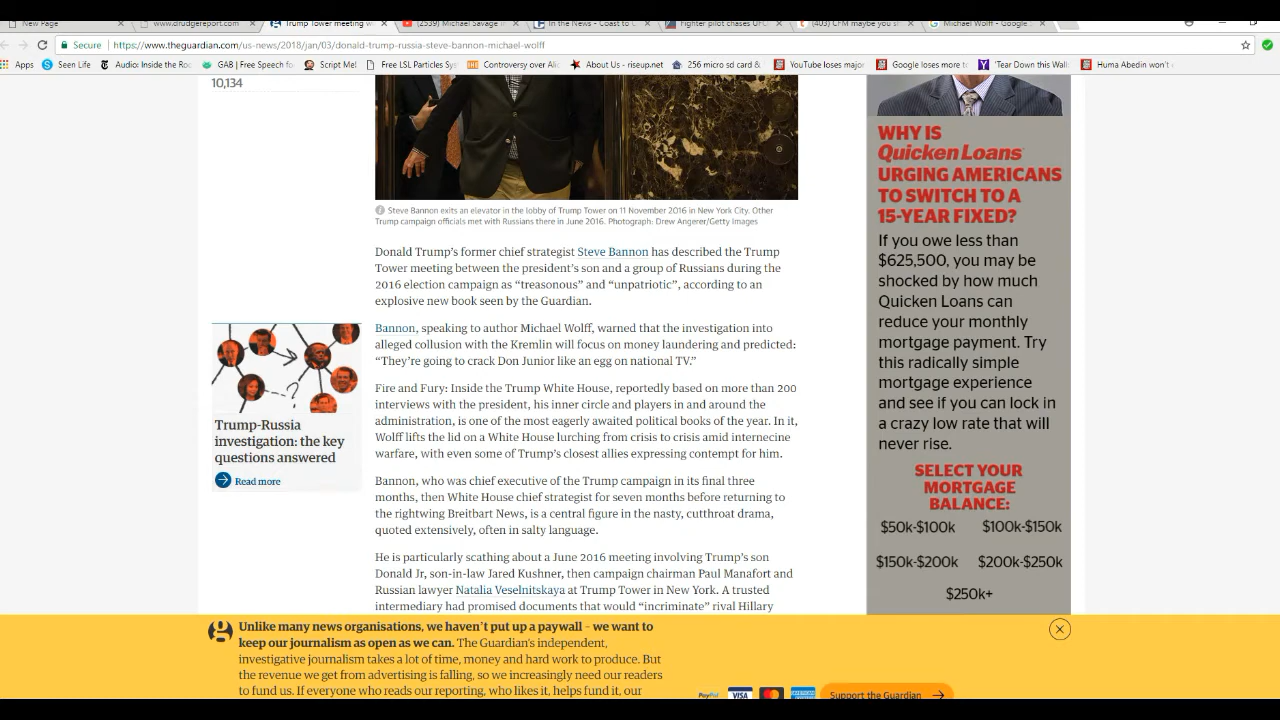 New Page
www.drudgereport.com
Trump Tower meeting w
(2539) Michael Savage
In the News - Coast to C
Fighter pilot chases UFO
(403) CFM maybe you s
Michael Wolff - Google
Secure
https://www.theguardian.com/us-news/2018/jan/03/donald-trump-russia-steve-bannon-michael-wolff
Apps
Seen Life
Audio: Inside the Roc
GAB | Free Speech fo
Script Me!
Free LSL Particles Sys
Controversy over Alic
About Us - riseup.net
256 micro sd card &
YouTube loses major
Google loses more t
'Tear Down this Wall
Huma Abedin won't
10,134
Steve Bannon exits an elevator in the lobby of Trump Tower on 11 November 2016 in New York City. Other
Trump campaign officials met with Russians there in June 2016. Photograph: Drew Angerer/Getty Images
Donald Trump's former chief strategist Steve Bannon has described the Trump
Tower meeting between the president's son and a group of Russians during the
2016 election campaign as “treasonous” and “unpatriotic”, according to an
explosive new book seen by the Guardian.
Bannon, speaking to author Michael Wolff, warned that the investigation into
alleged collusion with the Kremlin will focus on money laundering and predicted:
“They're going to crack Don Junior like an egg on national TV.”
Fire and Fury: Inside the Trump White House, reportedly based on more than 200
interviews with the president, his inner circle and players in and around the
administration, is one of the most eagerly awaited political books of the year. In it,
Wolff lifts the lid on a White House lurching from crisis to crisis amid internecine
warfare, with even some of Trump's closest allies expressing contempt for him.
Bannon, who was chief executive of the Trump campaign in its final three
months, then White House chief strategist for seven months before returning to
the rightwing Breitbart News, is a central figure in the nasty, cutthroat drama,
quoted extensively, often in salty language.
He is particularly scathing about a June 2016 meeting involving Trump's son
Donald Jr, son-in-law Jared Kushner, then campaign chairman Paul Manafort and
Russian lawyer Natalia Veselnitskaya at Trump Tower in New York. A trusted
intermediary had promised documents that would “incriminate” rival Hillary
Trump-Russia
investigation: the key
questions answered
Read more
WHY IS
Quicken Loans
URGING AMERICANS
TO SWITCH TO A
15-YEAR FIXED?
If you owe less than
$625,500, you may be
shocked by how much
Quicken Loans can
reduce your monthly
mortgage payment. Try
this radically simple
mortgage experience
and see if you can lock in
a crazy low rate that will
never rise.
SELECT YOUR
MORTGAGE
BALANCE:
$50k-$100k
$100k-$150k
$150k-$200k
$200k-$250k
$250k+
Unlike many news organisations, we haven't put up a paywall – we want to
keep our journalism as open as we can. The Guardian's independent,
investigative journalism takes a lot of time, money and hard work to produce. But
the revenue we get from advertising is falling, so we increasingly need our readers
to fund us. If everyone who reads our reporting, who likes it, helps fund it, our
PayPal
VISA
Support the Guardian